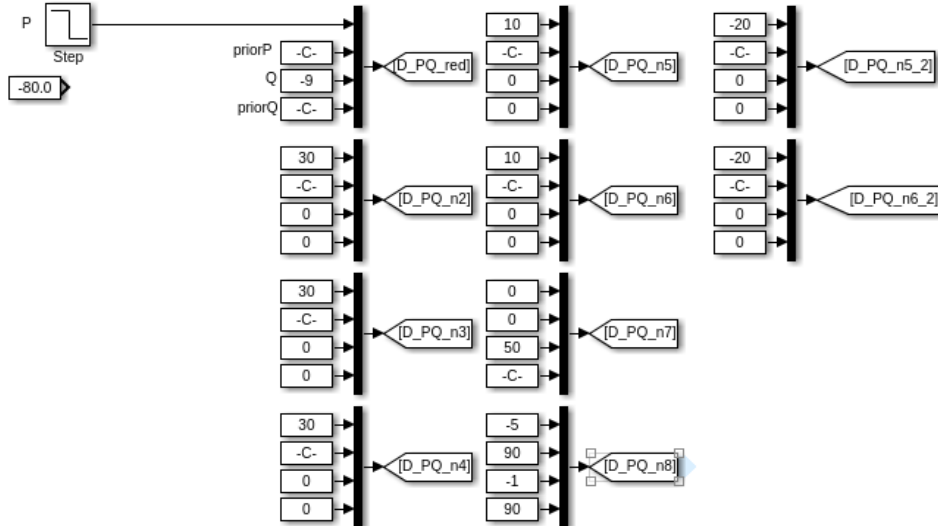 P
Step
-80.0
priorP
-C-
Q
-9
priorQ
-C-
[D_PQ_red]
10
-C-
0
0
[D_PQ_n5]
-20
-C-
0
0
[D_PQ_n5_2]
30
-C-
0
0
[D_PQ_n2]
10
-C-
0
0
[D_PQ_n6]
-20
-C-
0
0
[D_PQ_n6_2]
30
-C-
0
0
[D_PQ_n3]
0
0
50
-C-
[D_PQ_n7]
30
-C-
0
0
[D_PQ_n4]
-5
90
-1
90
[D_PQ_n8]